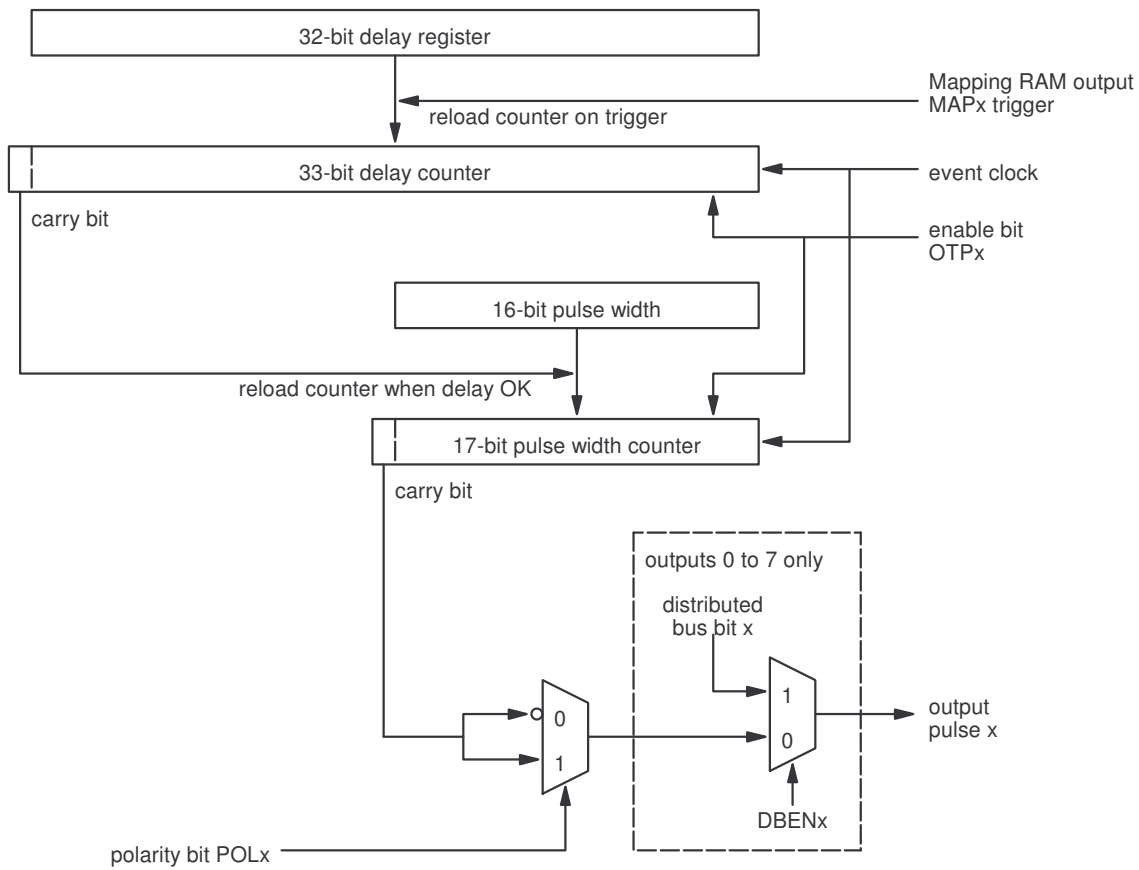 32-bit delay register
Mapping RAM output
MAPx trigger
reload counter on trigger
33-bit delay counter
event clock
carry bit
enable bit
OTPx
16-bit pulse width
reload counter when delay OK
17-bit pulse width counter
carry bit
outputs 0 to 7 only
distributed
bus bit x
1
output
pulse x
0
0
1
DBENx
polarity bit POLx